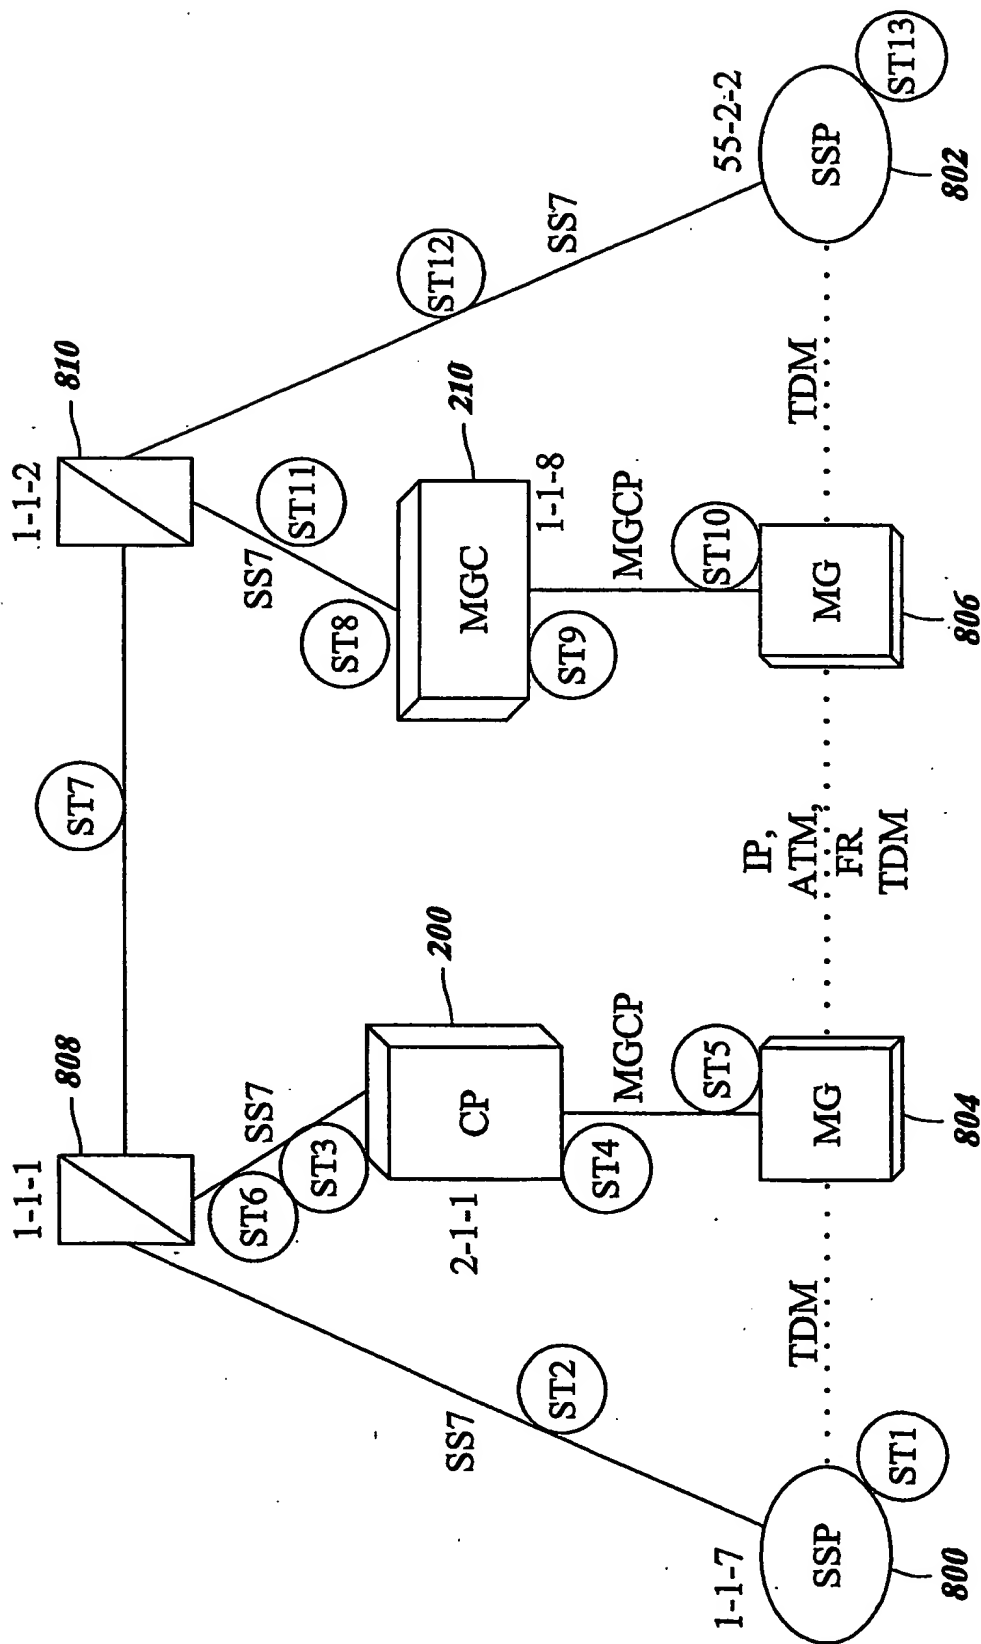 1-1-1
808
1-1-2
810
ST7
SS7
ST6
ST3
SS7
ST11
ST8
ST12
SS7
SS7
ST2
2-1-1
CP
200
ST4
MGC
210
1-1-8
ST9
MGCP
ST5
MGCP
ST10
1-1-7
SSP
800
ST1
TDM
MG
804
IP,
ATM,
FR
TDM
MG
806
TDM
55-2-2
SSP
802
ST13